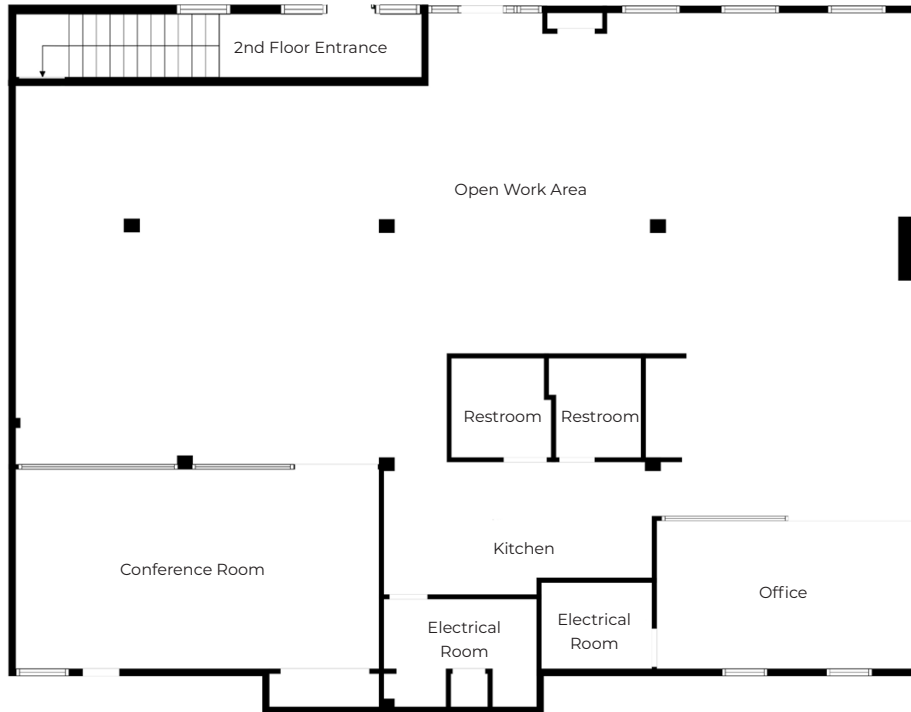 2nd Floor Entrance
Open Work Area
Restroom
Restroom
Kitchen
Conference Room
Office
Electrical
Room
Electrical
Room